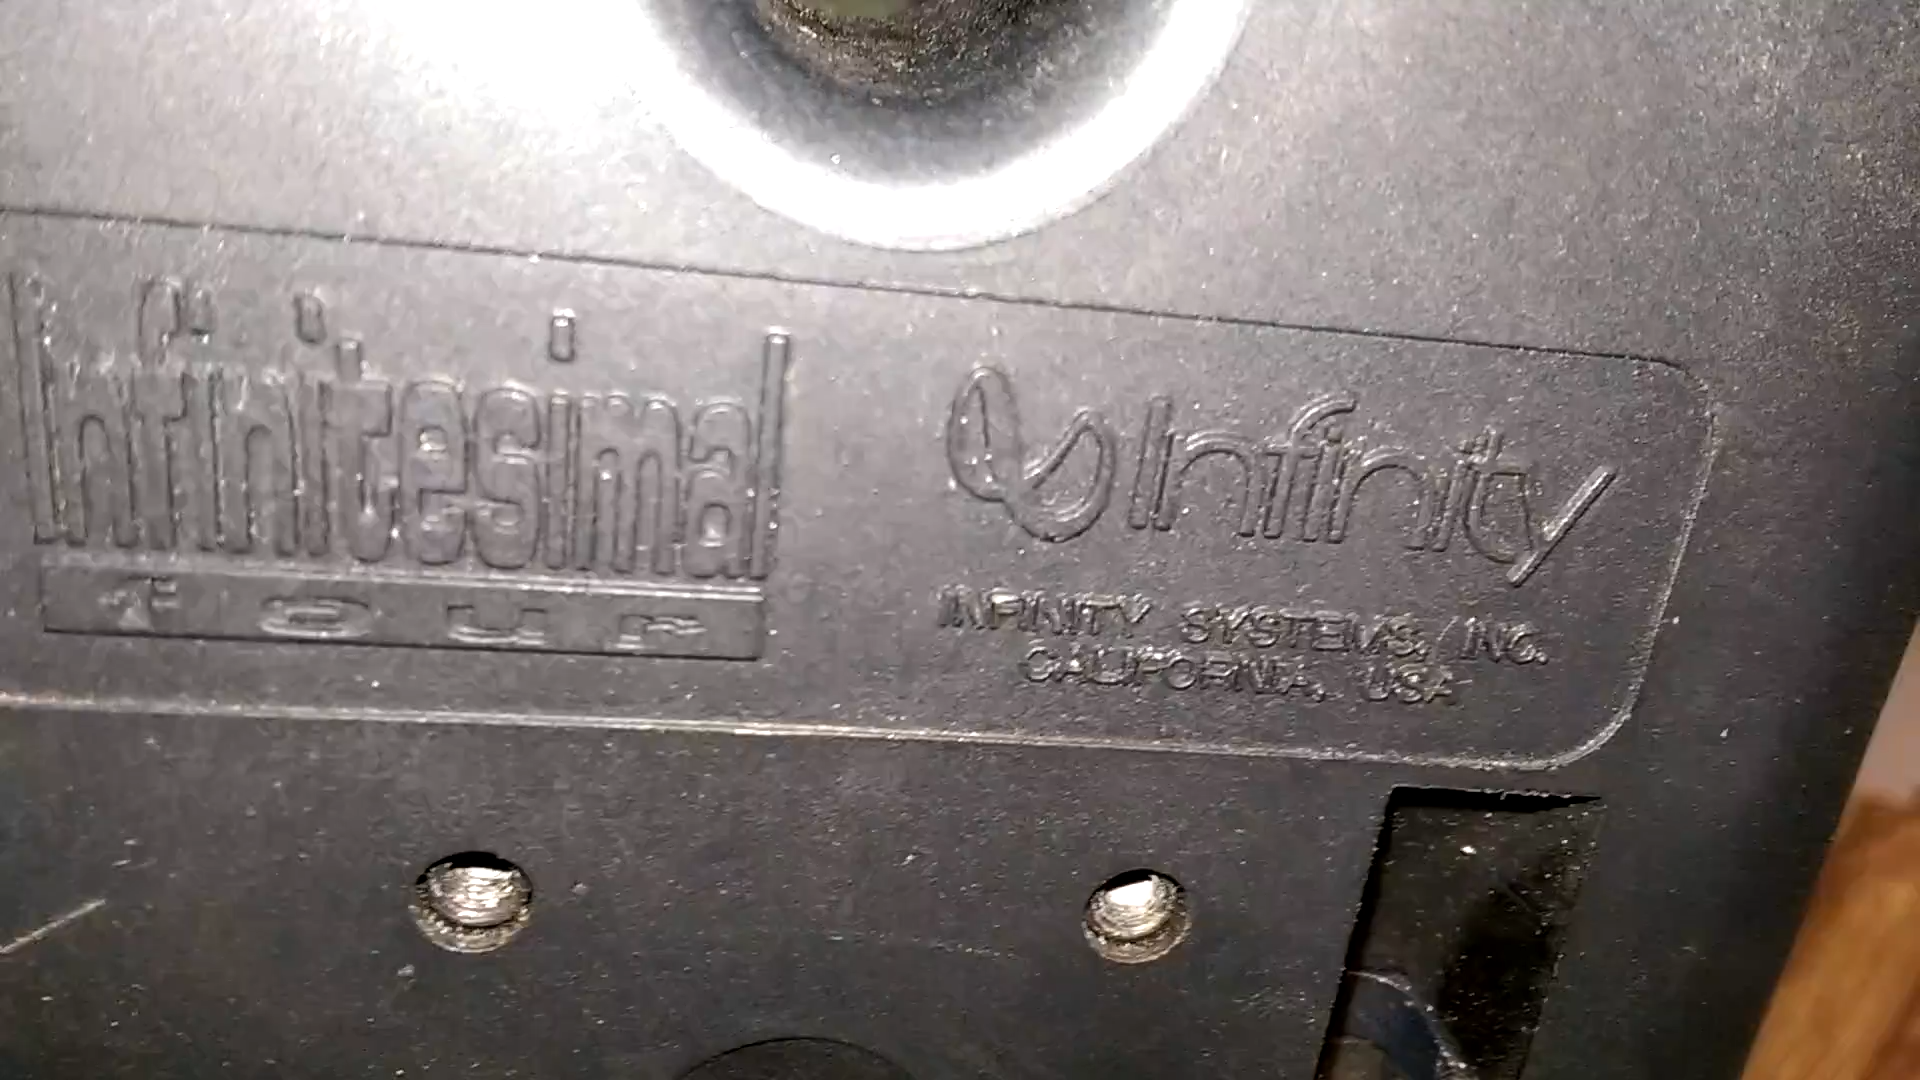 Infinitesimal
four
Infinity
INFINITY SYSTEMS, INC.
CALIFORNIA, USA